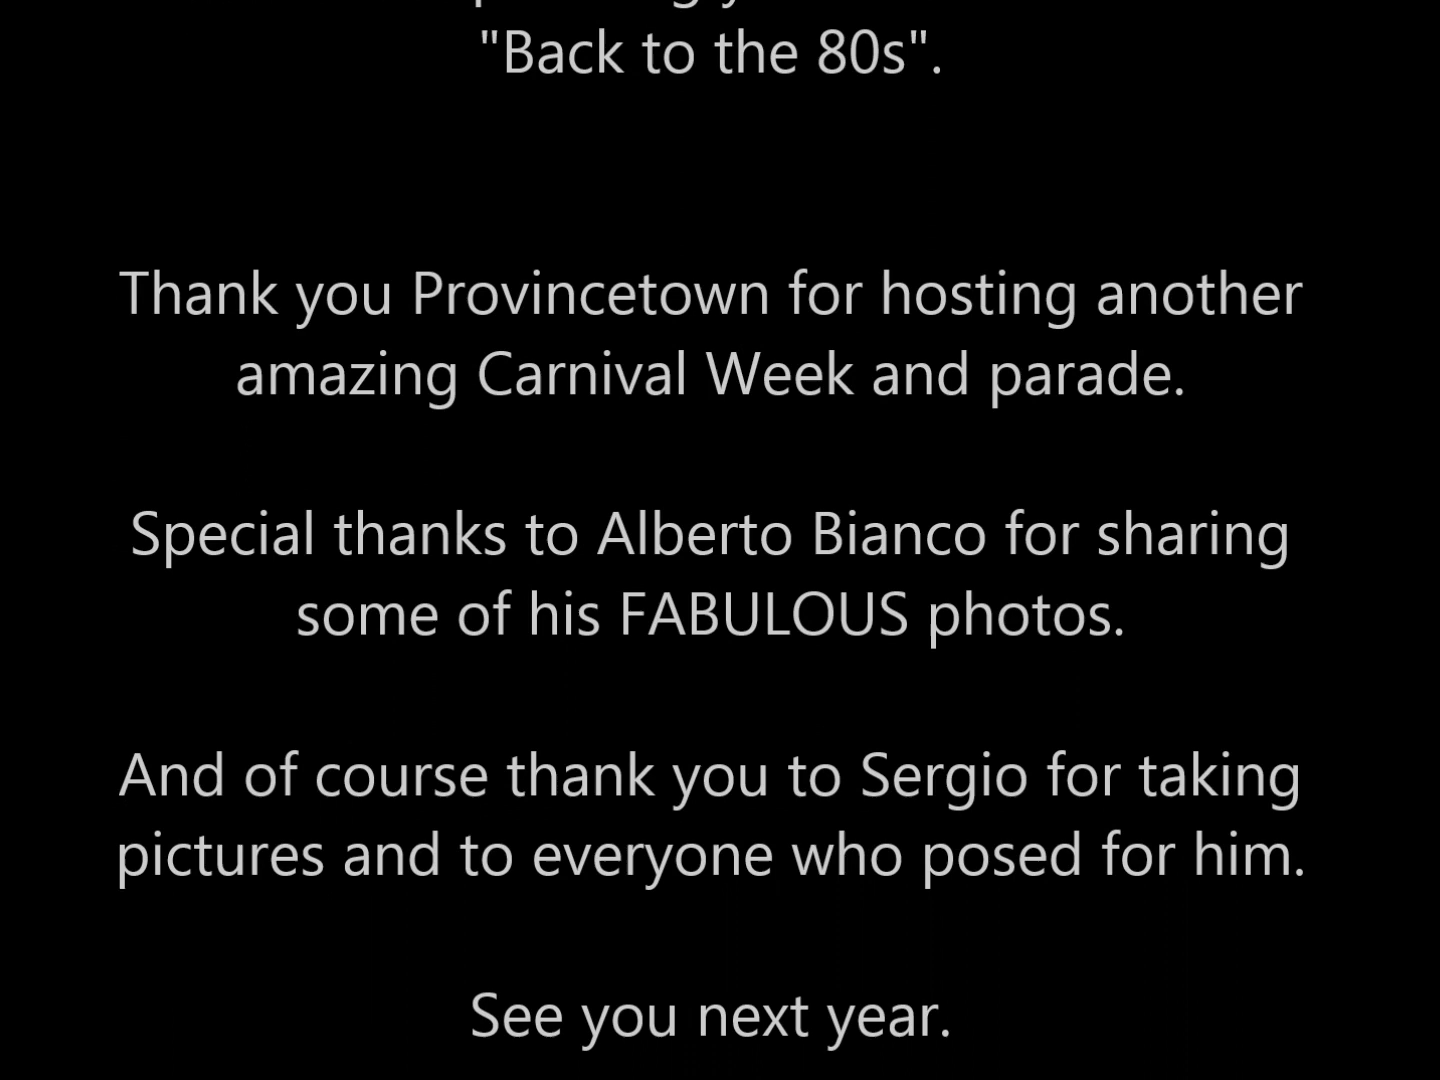 "Back to the 80s".
Thank you Provincetown for hosting another
amazing Carnival Week and parade.
Special thanks to Alberto Bianco for sharing
some of his FABULOUS photos.
And of course thank you to Sergio for taking
pictures and to everyone who posed for him.
See you next year.